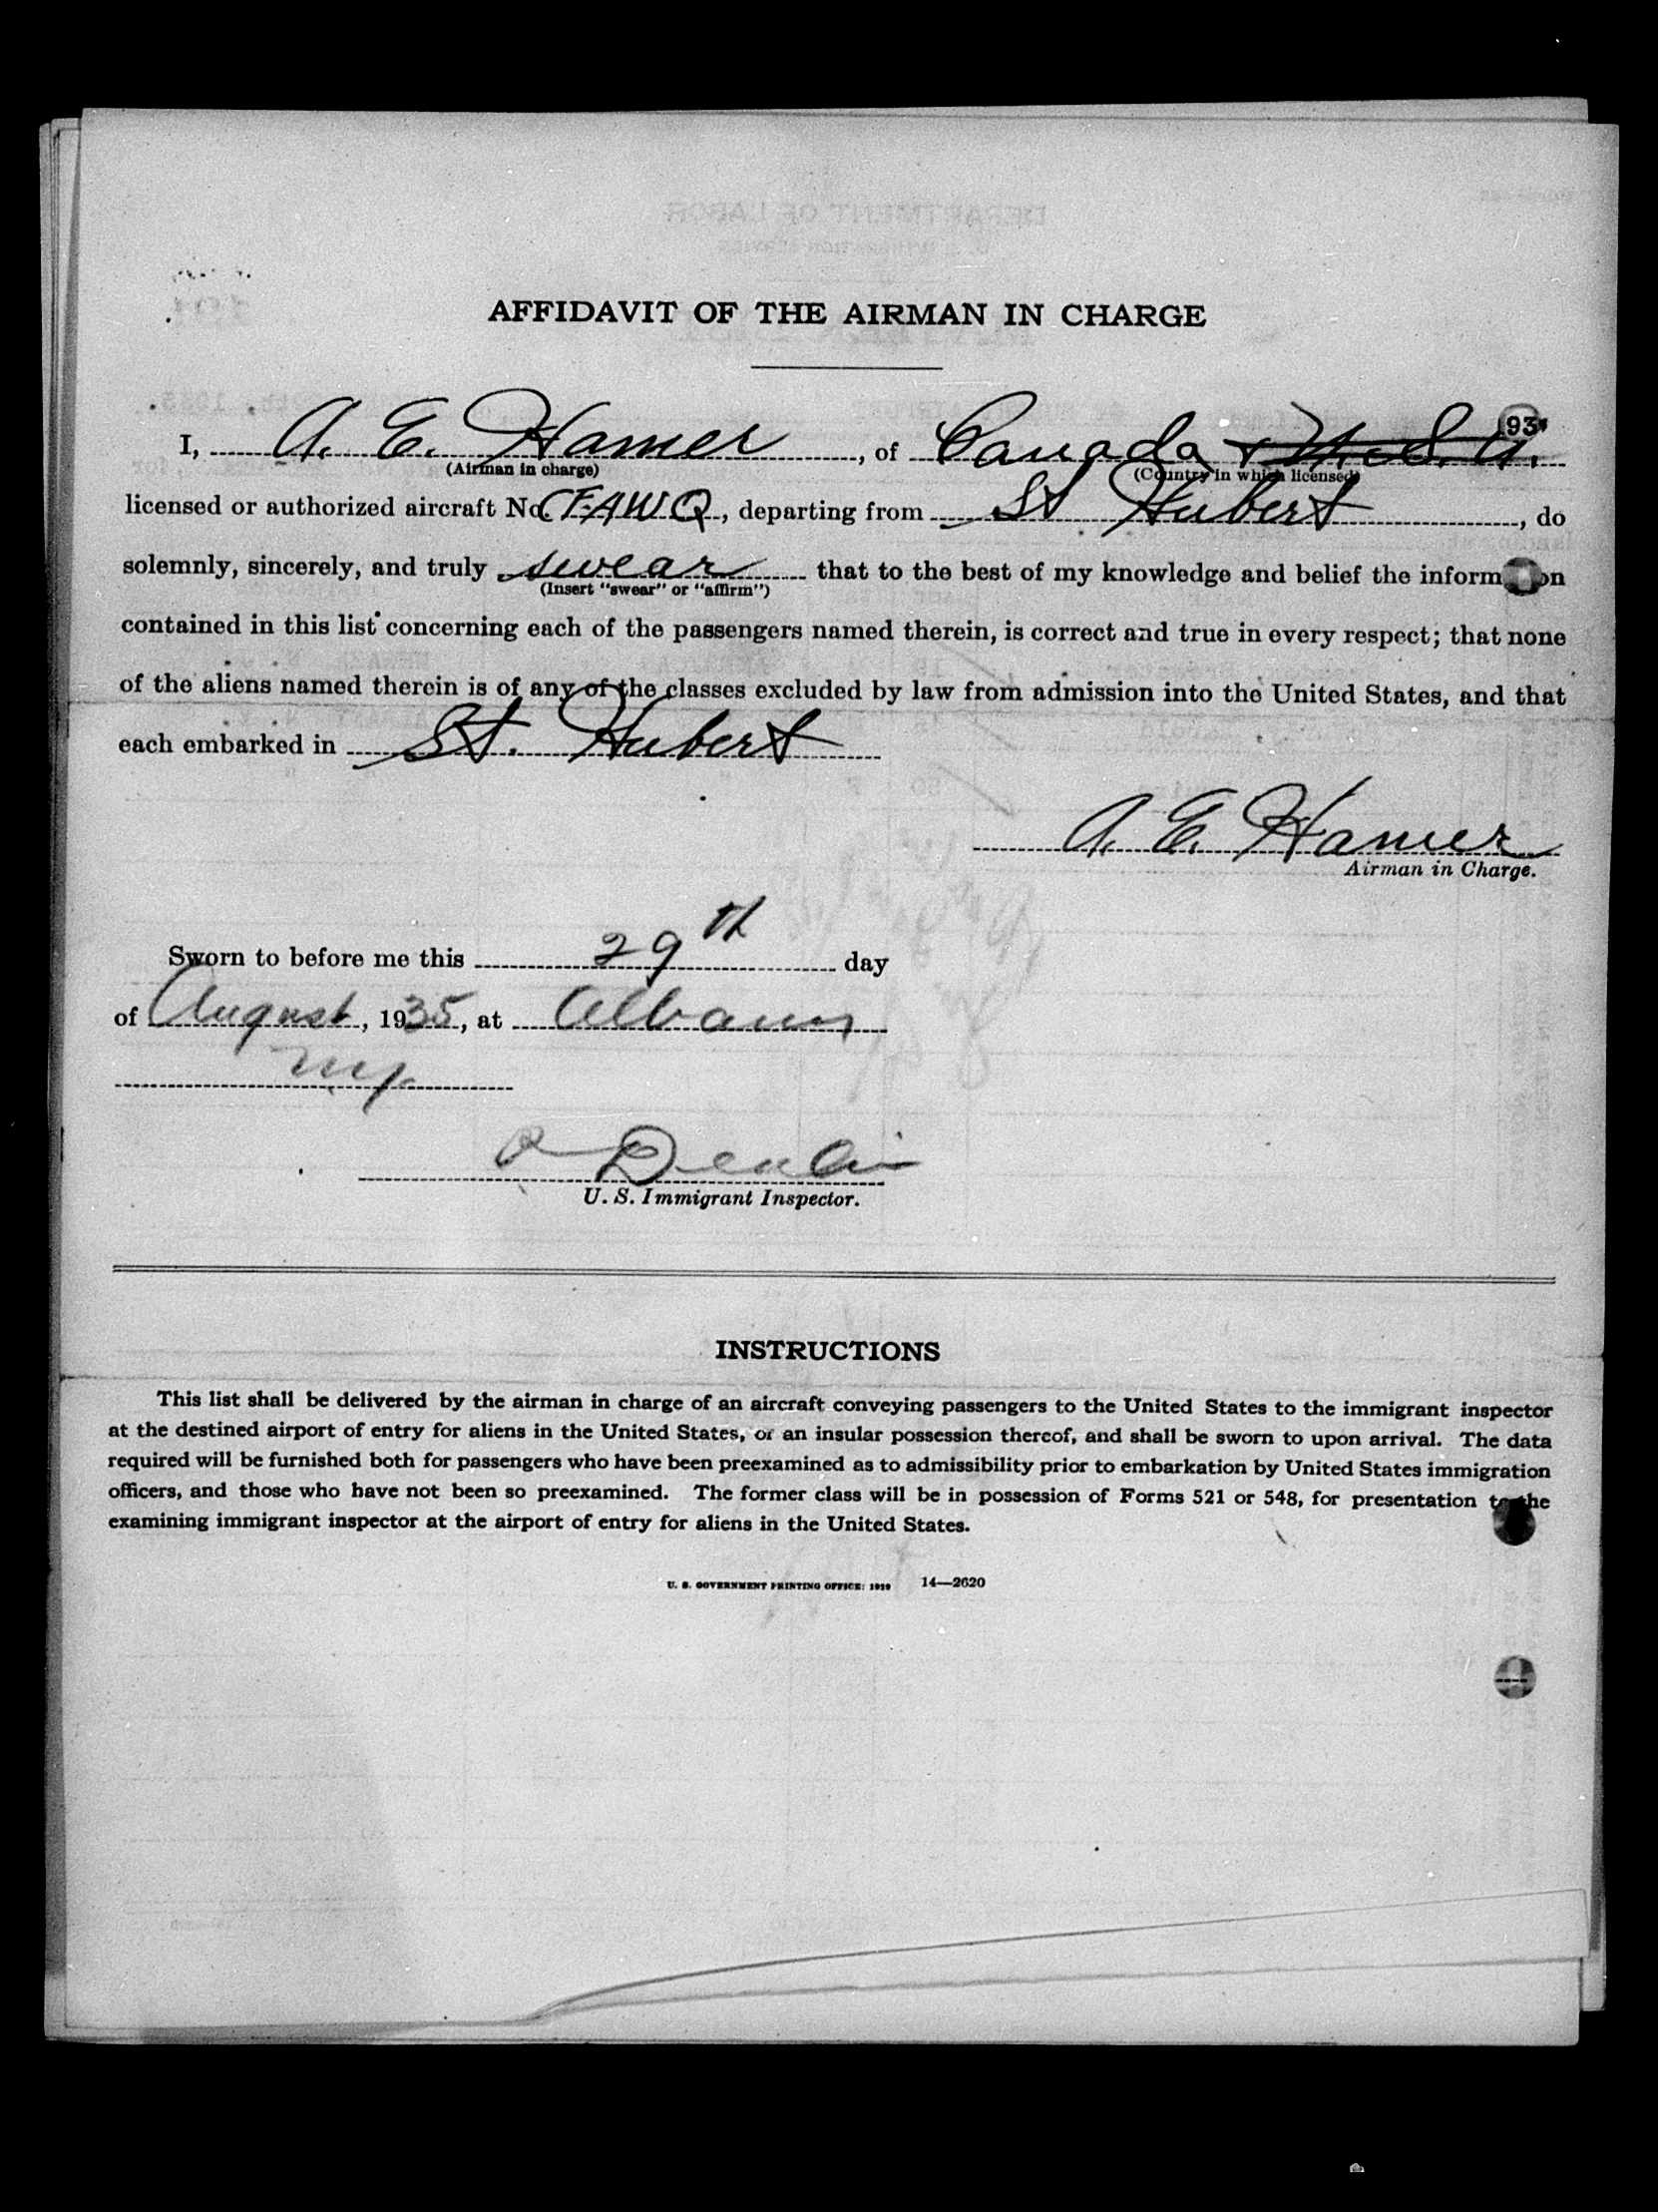 AFFIDAVIT OF THE AIRMAN IN CHARGE
I, A. E. Hamer, of Canada & U. S. A.
(Airman in charge) (Country in which licensed)
licensed or authorized aircraft No. CFAWQ, departing from St Hubert, do
solemnly, sincerely, and truly swear that to the best of my knowledge and belief the information
(Insert "swear" or "affirm")
contained in this list concerning each of the passengers named therein, is correct and true in every respect; that none
of the aliens named therein is of any of the classes excluded by law from admission into the United States, and that
each embarked in St. Hubert
A. E. Hamer
Airman in Charge.
Sworn to before me this 29th day
of August, 1935, at Albany
NY
U. S. Immigrant Inspector.
INSTRUCTIONS
This list shall be delivered by the airman in charge of an aircraft conveying passengers to the United States to the immigrant inspector
at the destined airport of entry for aliens in the United States, or an insular possession thereof, and shall be sworn to upon arrival. The data
required will be furnished both for passengers who have been preexamined as to admissibility prior to embarkation by United States immigration
officers, and those who have not been so preexamined. The former class will be in possession of Forms 521 or 548, for presentation to the
examining immigrant inspector at the airport of entry for aliens in the United States.
U. S. GOVERNMENT PRINTING OFFICE: 14—2620